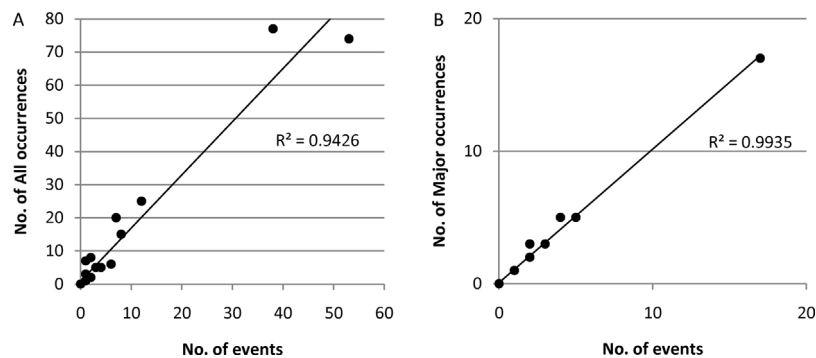 A
No. of All occurrences
80
70
60
50
40
30
20
10
0
R² = 0.9426
0 10 20 30 40 50 60
No. of events
B
No. of Major occurrences
20
10
0
R² = 0.9935
0 10 20
No. of events